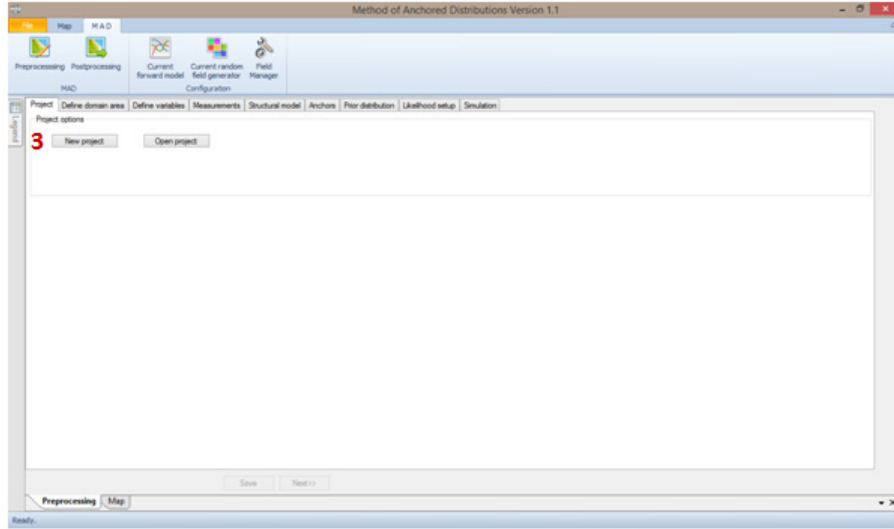 Method of Anchored Distributions Version 1.1
File Map MAD
Preprocessing Postprocessing Current forward model Current random field generator Field Manager
MAD Configuration
Legend
Project Define domain area Define variables Measurements Structural model Anchors Prior distribution Likelihood setup Simulation
Project options
3 New project Open project
Save Next>>
Preprocessing Map
Ready.